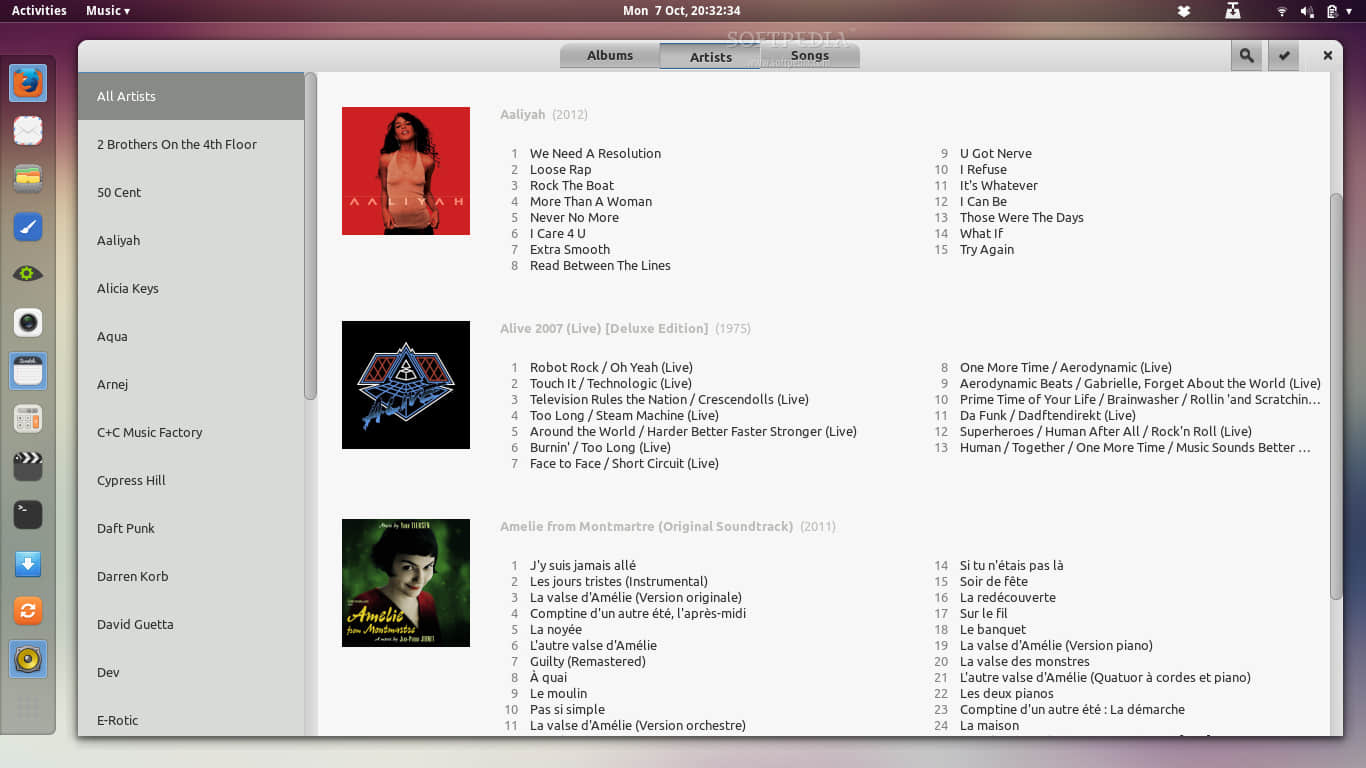 Activities Music ▾ Mon 7 Oct, 20:32:34
SOFTPEDIA
www.softpedia.com
Albums Artists Songs
All Artists
2 Brothers On the 4th Floor
50 Cent
Aaliyah
Alicia Keys
Aqua
Arnej
C+C Music Factory
Cypress Hill
Daft Punk
Darren Korb
David Guetta
Dev
E-Rotic
Aaliyah (2012)
AALIYAH
1 We Need A Resolution
2 Loose Rap
3 Rock The Boat
4 More Than A Woman
5 Never No More
6 I Care 4 U
7 Extra Smooth
8 Read Between The Lines
9 U Got Nerve
10 I Refuse
11 It's Whatever
12 I Can Be
13 Those Were The Days
14 What If
15 Try Again
Alive 2007 (Live) [Deluxe Edition] (1975)
ALIVE
1 Robot Rock / Oh Yeah (Live)
2 Touch It / Technologic (Live)
3 Television Rules the Nation / Crescendolls (Live)
4 Too Long / Steam Machine (Live)
5 Around the World / Harder Better Faster Stronger (Live)
6 Burnin' / Too Long (Live)
7 Face to Face / Short Circuit (Live)
8 One More Time / Aerodynamic (Live)
9 Aerodynamic Beats / Gabrielle, Forget About the World (Live)
10 Prime Time of Your Life / Brainwasher / Rollin 'and Scratchin…
11 Da Funk / Dadftendirekt (Live)
12 Superheroes / Human After All / Rock'n Roll (Live)
13 Human / Together / One More Time / Music Sounds Better …
Amelie from Montmartre (Original Soundtrack) (2011)
Music by Yann TIERSEN
Amélie
from Montmartre
A movie by Jean-Pierre JEUNET
1 J'y suis jamais allé
2 Les jours tristes (Instrumental)
3 La valse d'Amélie (Version originale)
4 Comptine d'un autre été, l'après-midi
5 La noyée
6 L'autre valse d'Amélie
7 Guilty (Remastered)
8 À quai
9 Le moulin
10 Pas si simple
11 La valse d'Amélie (Version orchestre)
14 Si tu n'étais pas là
15 Soir de fête
16 La redécouverte
17 Sur le fil
18 Le banquet
19 La valse d'Amélie (Version piano)
20 La valse des monstres
21 L'autre valse d'Amélie (Quatuor à cordes et piano)
22 Les deux pianos
23 Comptine d'un autre été : La démarche
24 La maison